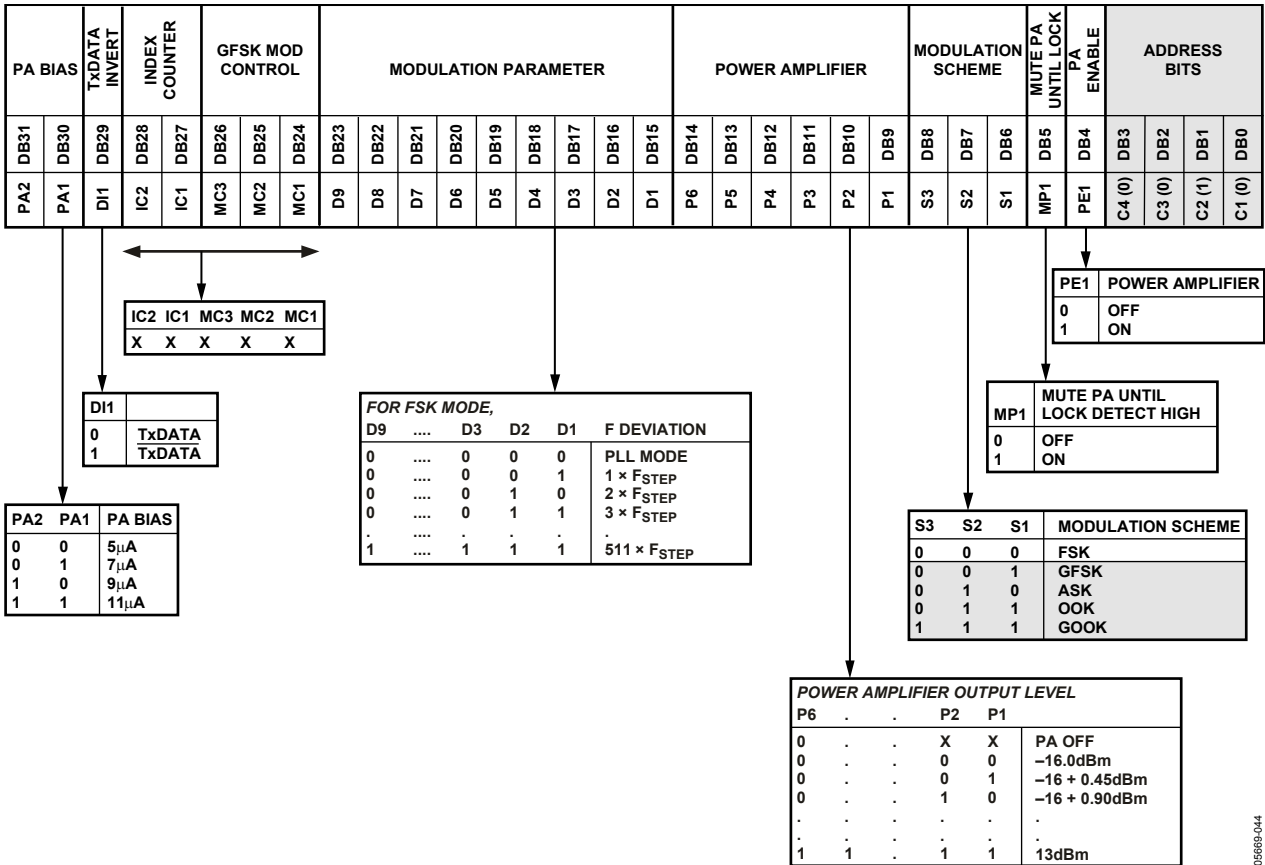 PA BIAS
TxDATA
INVERT
INDEX
COUNTER
GFSK MOD
CONTROL
MODULATION PARAMETER
POWER AMPLIFIER
MODULATION
SCHEME
MUTE PA
UNTIL LOCK
PA
ENABLE
ADDRESS
BITS
DB31 DB30 DB29 DB28 DB27 DB26 DB25 DB24 DB23 DB22 DB21 DB20 DB19 DB18 DB17 DB16 DB15 DB14 DB13 DB12 DB11 DB10 DB9 DB8 DB7 DB6 DB5 DB4 DB3 DB2 DB1 DB0
PA2 PA1 DI1 IC2 IC1 MC3 MC2 MC1 D9 D8 D7 D6 D5 D4 D3 D2 D1 P6 P5 P4 P3 P2 P1 S3 S2 S1 MP1 PE1 C4 (0) C3 (0) C2 (1) C1 (0)
PE1 POWER AMPLIFIER
0 OFF
1 ON
IC2 IC1 MC3 MC2 MC1
X X X X X
MP1 MUTE PA UNTIL
LOCK DETECT HIGH
0 OFF
1 ON
DI1
0 TxDATA
1 TxDATA
FOR FSK MODE,
D9 .... D3 D2 D1 F DEVIATION
0 .... 0 0 0 PLL MODE
0 .... 0 0 1 1 × FSTEP
0 .... 0 1 0 2 × FSTEP
0 .... 0 1 1 3 × FSTEP
. .... . . . .
1 .... 1 1 1 511 × FSTEP
PA2 PA1 PA BIAS
0 0 5μA
0 1 7μA
1 0 9μA
1 1 11μA
S3 S2 S1 MODULATION SCHEME
0 0 0 FSK
0 0 1 GFSK
0 1 0 ASK
0 1 1 OOK
1 1 1 GOOK
POWER AMPLIFIER OUTPUT LEVEL
P6 . . P2 P1
0 . . X X PA OFF
0 . . 0 0 –16.0dBm
0 . . 0 1 –16 + 0.45dBm
0 . . 1 0 –16 + 0.90dBm
. . . . . .
. . . . . .
1 1 . 1 1 13dBm
05669-044